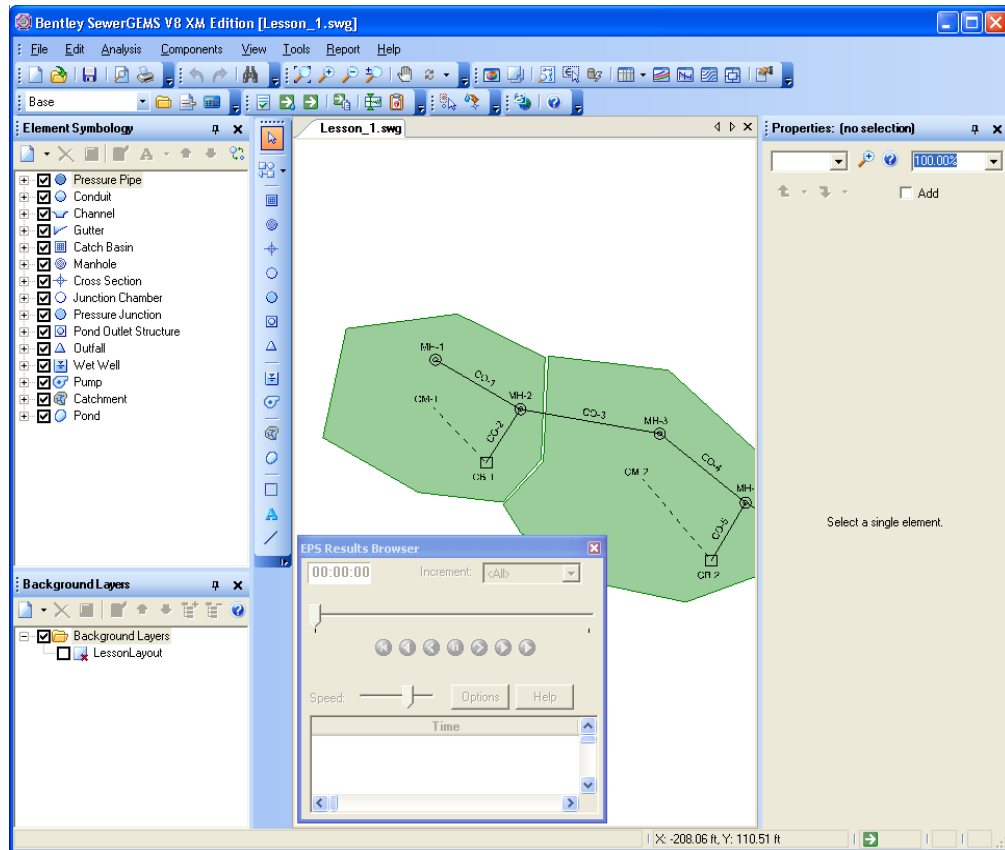 Bentley SewerGEMS V8 XM Edition [Lesson_1.swg]
File Edit Analysis Components View Tools Report Help
Base
Element Symbology
Pressure Pipe
Conduit
Channel
Gutter
Catch Basin
Manhole
Cross Section
Junction Chamber
Pressure Junction
Pond Outlet Structure
Outfall
Wet Well
Pump
Catchment
Pond
Background Layers
Background Layers
LessonLayout
Lesson_1.swg
MH-1
CO-1
CM-1
MH-2
CO-2
CB-1
CO-3
MH-3
CM-2
CO-4
MH-
CO-5
CB-2
EPS Results Browser
00:00:00 Increment: <All>
Speed: Options Help
Time
Properties: (no selection)
100.00%
Add
Select a single element.
X: -208.06 ft, Y: 110.51 ft